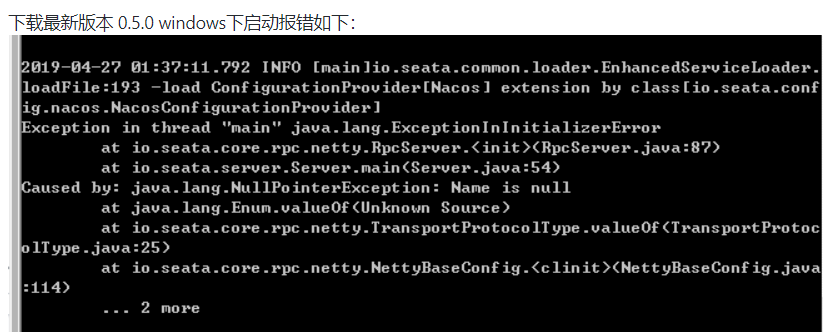 下载最新版本 0.5.0 windows下启动报错如下：
2019-04-27 01:37:11.792 INFO [main]io.seata.common.loader.EnhancedServiceLoader.
loadFile:193 -load ConfigurationProvider[Nacos] extension by class[io.seata.conf
ig.nacos.NacosConfigurationProvider]
Exception in thread "main" java.lang.ExceptionInInitializerError
at io.seata.core.rpc.netty.RpcServer.<init>(RpcServer.java:87)
at io.seata.server.Server.main(Server.java:54)
Caused by: java.lang.NullPointerException: Name is null
at java.lang.Enum.valueOf(Unknown Source)
at io.seata.core.rpc.netty.TransportProtocolType.valueOf(TransportProtoc
olType.java:25)
at io.seata.core.rpc.netty.NettyBaseConfig.<clinit>(NettyBaseConfig.java
:114)
... 2 more